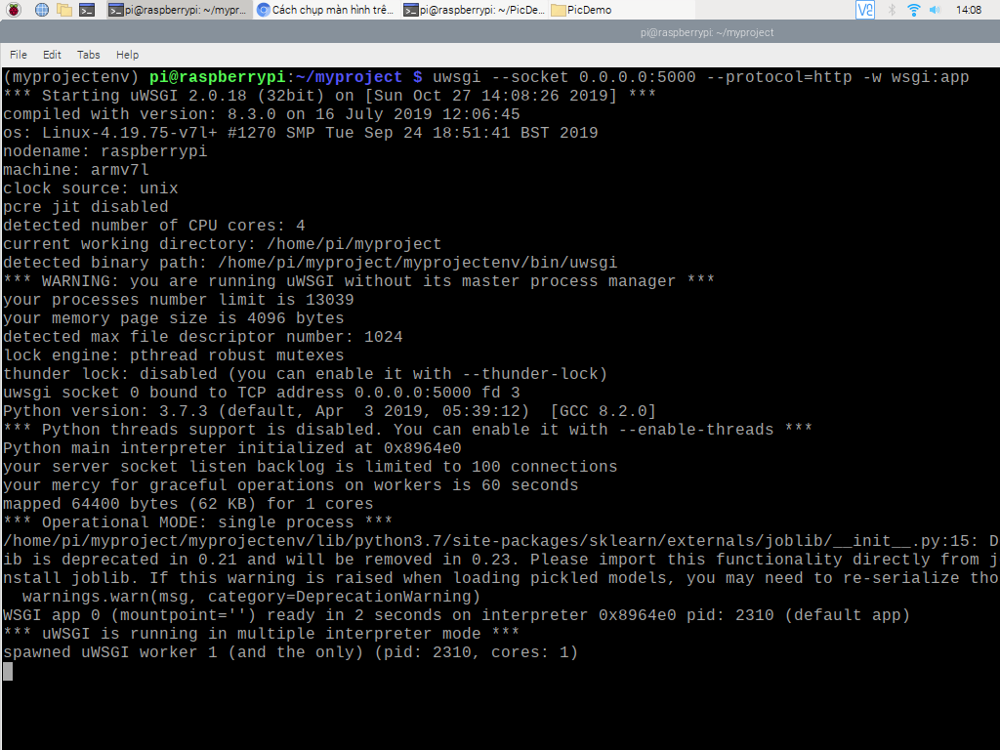 pi@raspberrypi: ~/mypr...
Cách chụp màn hình trê...
pi@raspberrypi: ~/PicDe...
PicDemo
V2
14:08
pi@raspberrypi: ~/myproject
File Edit Tabs Help
(myprojectenv) pi@raspberrypi:~/myproject $ uwsgi --socket 0.0.0.0:5000 --protocol=http -w wsgi:app
*** Starting uWSGI 2.0.18 (32bit) on [Sun Oct 27 14:08:26 2019] ***
compiled with version: 8.3.0 on 16 July 2019 12:06:45
os: Linux-4.19.75-v7l+ #1270 SMP Tue Sep 24 18:51:41 BST 2019
nodename: raspberrypi
machine: armv7l
clock source: unix
pcre jit disabled
detected number of CPU cores: 4
current working directory: /home/pi/myproject
detected binary path: /home/pi/myproject/myprojectenv/bin/uwsgi
*** WARNING: you are running uWSGI without its master process manager ***
your processes number limit is 13039
your memory page size is 4096 bytes
detected max file descriptor number: 1024
lock engine: pthread robust mutexes
thunder lock: disabled (you can enable it with --thunder-lock)
uwsgi socket 0 bound to TCP address 0.0.0.0:5000 fd 3
Python version: 3.7.3 (default, Apr  3 2019, 05:39:12)  [GCC 8.2.0]
*** Python threads support is disabled. You can enable it with --enable-threads ***
Python main interpreter initialized at 0x8964e0
your server socket listen backlog is limited to 100 connections
your mercy for graceful operations on workers is 60 seconds
mapped 64400 bytes (62 KB) for 1 cores
*** Operational MODE: single process ***
/home/pi/myproject/myprojectenv/lib/python3.7/site-packages/sklearn/externals/joblib/__init__.py:15: D
ib is deprecated in 0.21 and will be removed in 0.23. Please import this functionality directly from j
nstall joblib. If this warning is raised when loading pickled models, you may need to re-serialize tho
  warnings.warn(msg, category=DeprecationWarning)
WSGI app 0 (mountpoint='') ready in 2 seconds on interpreter 0x8964e0 pid: 2310 (default app)
*** uWSGI is running in multiple interpreter mode ***
spawned uWSGI worker 1 (and the only) (pid: 2310, cores: 1)